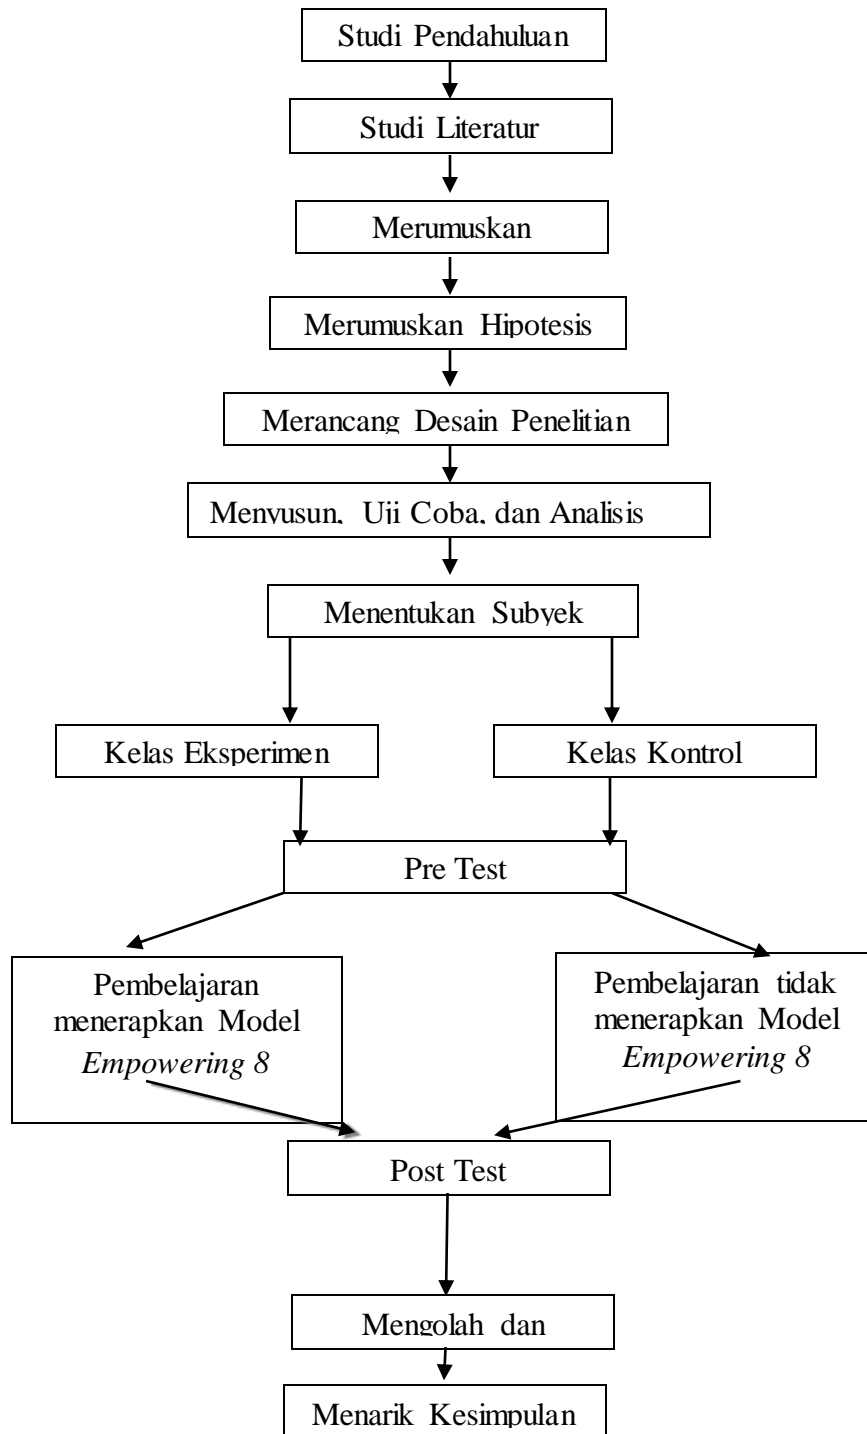 Studi Pendahuluan
Studi Literatur
Merumuskan
Merumuskan Hipotesis
Merancang Desain Penelitian
Menyusun, Uji Coba, dan Analisis
Menentukan Subyek
Kelas Eksperimen
Kelas Kontrol
Pre Test
Pembelajaran
menerapkan Model
Empowering 8
Pembelajaran tidak
menerapkan Model
Empowering 8
Post Test
Mengolah dan
Menarik Kesimpulan